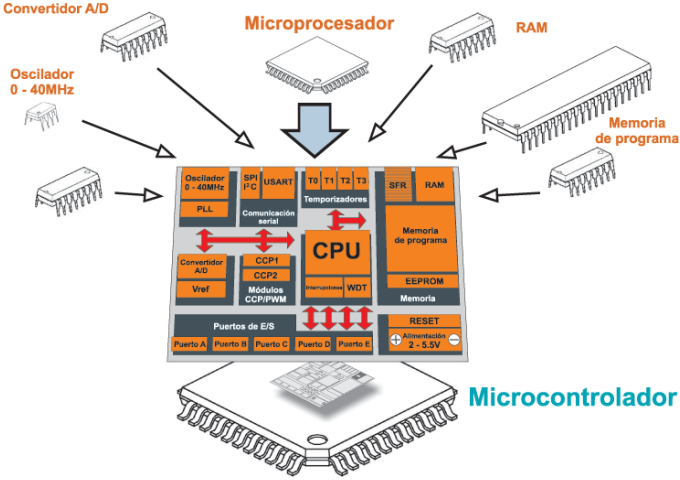 Convertidor A/D
Microprocesador
RAM
Oscilador
0 - 40MHz
Memoria
de programa
Oscilador
0 - 40MHz
PLL
SPI
I²C
USART
Comunicación
serial
T0
T1
T2
T3
Temporizadores
SFR
RAM
Memoria
de programa
EEPROM
Memoria
CPU
Interrupciones
WDT
Convertidor
A/D
Vref
CCP1
CCP2
Módulos
CCP/PWM
Puertos de E/S
Puerto A
Puerto B
Puerto C
Puerto D
Puerto E
RESET
+
Alimentación
2 - 5.5V
−
Microcontrolador